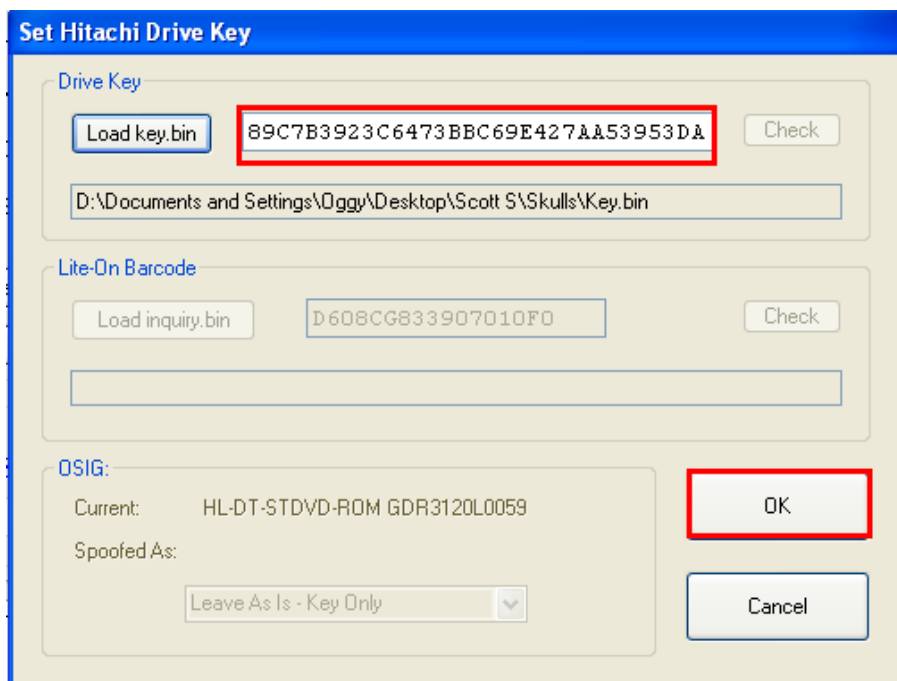 Set Hitachi Drive Key
Drive Key
Load key.bin 89C7B3923C6473BBC69E427AA53953DA Check
D:\Documents and Settings\Oggy\Desktop\Scott S\Skulls\Key.bin
Lite-On Barcode
Load inquiry.bin D608CG833907010F0 Check
OSIG:
Current: HL-DT-STDVD-ROM GDR3120L0059
Spoofed As:
Leave As Is - Key Only
OK
Cancel